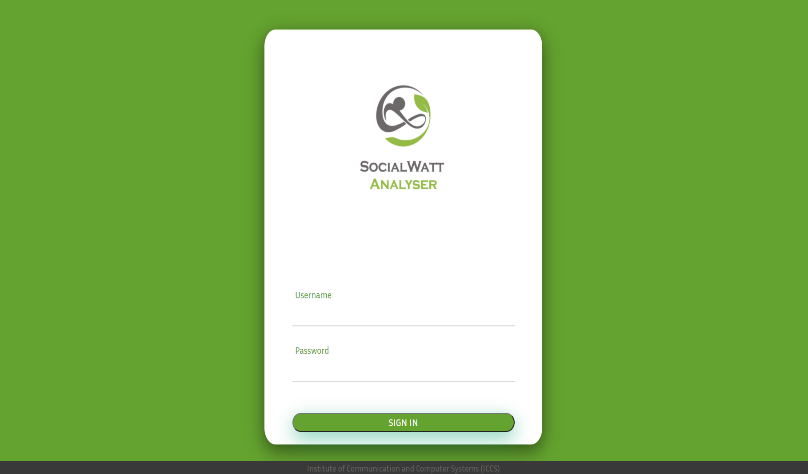 SOCIALWATT
ANALYSER
Username
Password
SIGN IN
Institute of Communication and Computer Systems (ICCS)